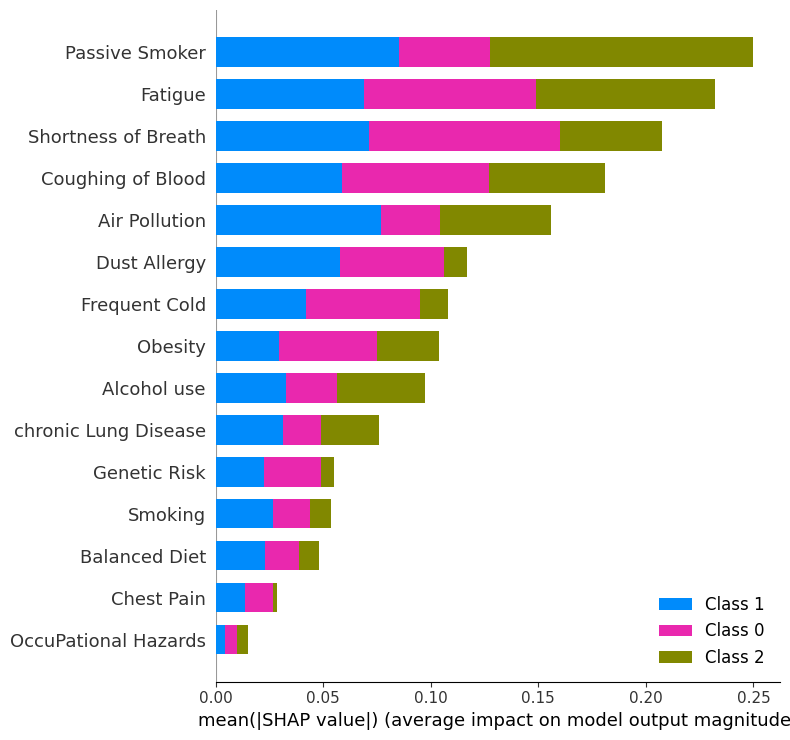 Passive Smoker
Fatigue
Shortness of Breath
Coughing of Blood
Air Pollution
Dust Allergy
Frequent Cold
Obesity
Alcohol use
chronic Lung Disease
Genetic Risk
Smoking
Balanced Diet
Chest Pain
OccuPational Hazards
Class 1
Class 0
Class 2
0.00 0.05 0.10 0.15 0.20 0.25
mean(|SHAP value|) (average impact on model output magnitude